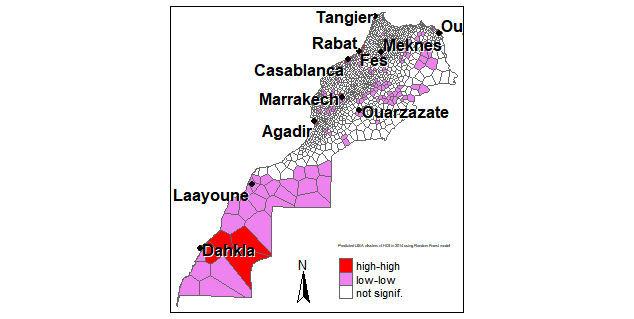 Tangier
Ou
Rabat
Meknes
Fes
Casablanca
Marrakech
Ouarzazate
Agadir
Laayoune
Dahkla
Predicted LISA clusters of HDI in 2014 using Random Forest model
N
high-high
low-low
not signif.